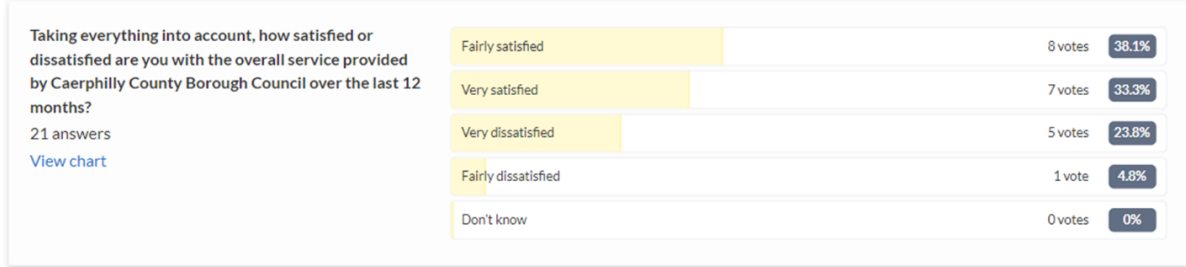 Taking everything into account, how satisfied or
dissatisfied are you with the overall service provided
by Caerphilly County Borough Council over the last 12
months?
21 answers
View chart
Fairly satisfied 8 votes 38.1%
Very satisfied 7 votes 33.3%
Very dissatisfied 5 votes 23.8%
Fairly dissatisfied 1 vote 4.8%
Don't know 0 votes 0%